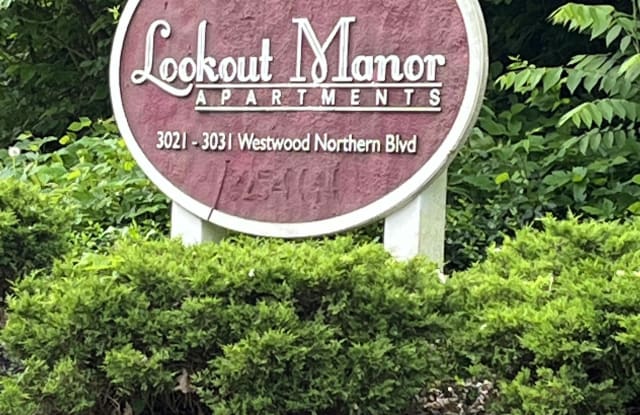 Lookout Manor
APARTMENTS
3021 - 3031 Westwood Northern Blvd